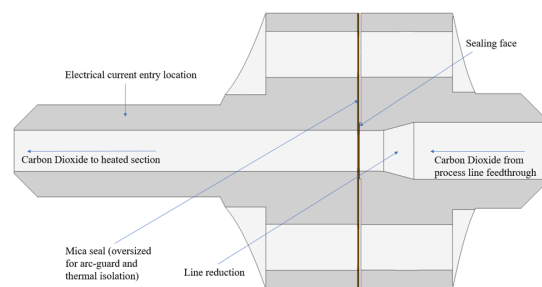 Sealing face
Electrical current entry location
Carbon Dioxide to heated section
Carbon Dioxide from
process line feedthrough
Mica seal (oversized
for arc-guard and
thermal isolation)
Line reduction